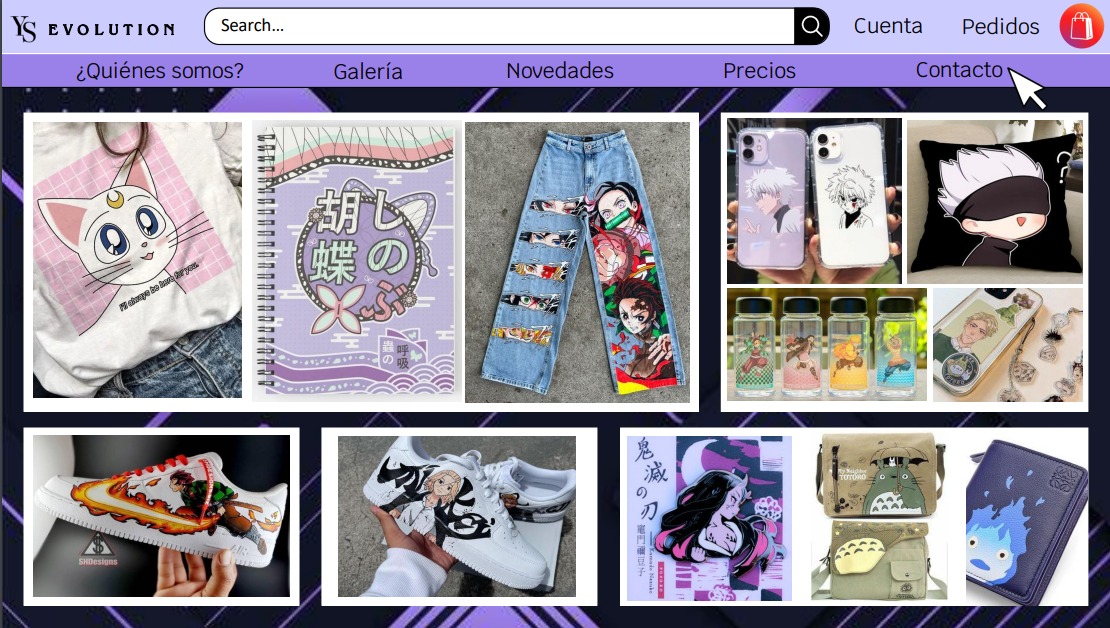 YS EVOLUTION
Search...
Cuenta
Pedidos
¿Quiénes somos?
Galería
Novedades
Precios
Contacto
I'll always be here for you.
胡蝶
しのぶ
蟲の
呼吸
SHDesigns
鬼滅の刃
竈門禰豆子
Kamado Nezuko
My Neighbor
TOTORO